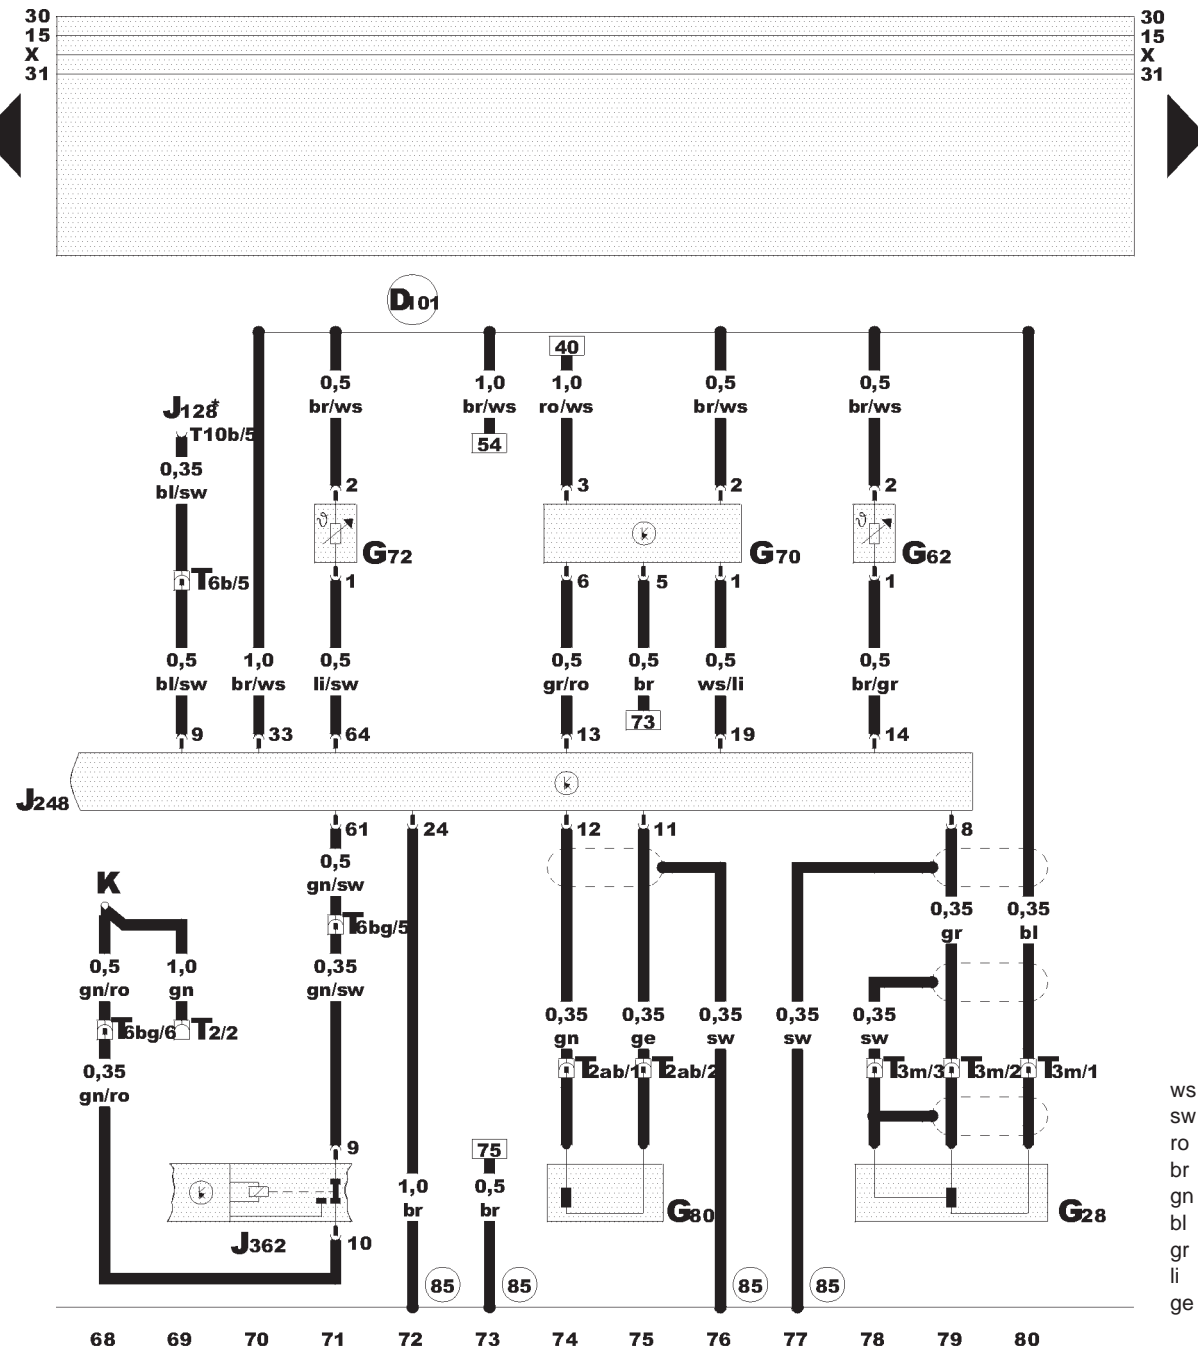 30 30
15 15
X X
31 31
D101
40
0,5 1,0 1,0 0,5 0,5
br/ws br/ws ro/ws br/ws br/ws
J128*
T10b/5
54
0,35
bl/sw
2 3 2 2
ϑ ϑ
G72 G70 G62
T6b/5 1 6 5 1 1
0,5 1,0 0,5 0,5 0,5 0,5 0,5
bl/sw br/ws li/sw gr/ro br ws/li br/gr
73
9 33 64 13 19 14
J248
61 24 12 11 8
0,5
gn/sw
K
0,35 0,35
gr bl
T6bg/5
0,5 1,0 0,35
gn/ro gn gn/sw
0,35 0,35 0,35 0,35 0,35
gn ge sw sw sw
T6bg/6 T2/2
T2ab/1 T2ab/2 T3m/3 T3m/2 T3m/1
0,35
gn/ro
9 75
1,0 0,5
br br
G80 G28
J362 10
85 85 85 85
68 69 70 71 72 73 74 75 76 77 78 79 80
ws
sw
ro
br
gn
bl
gr
li
ge